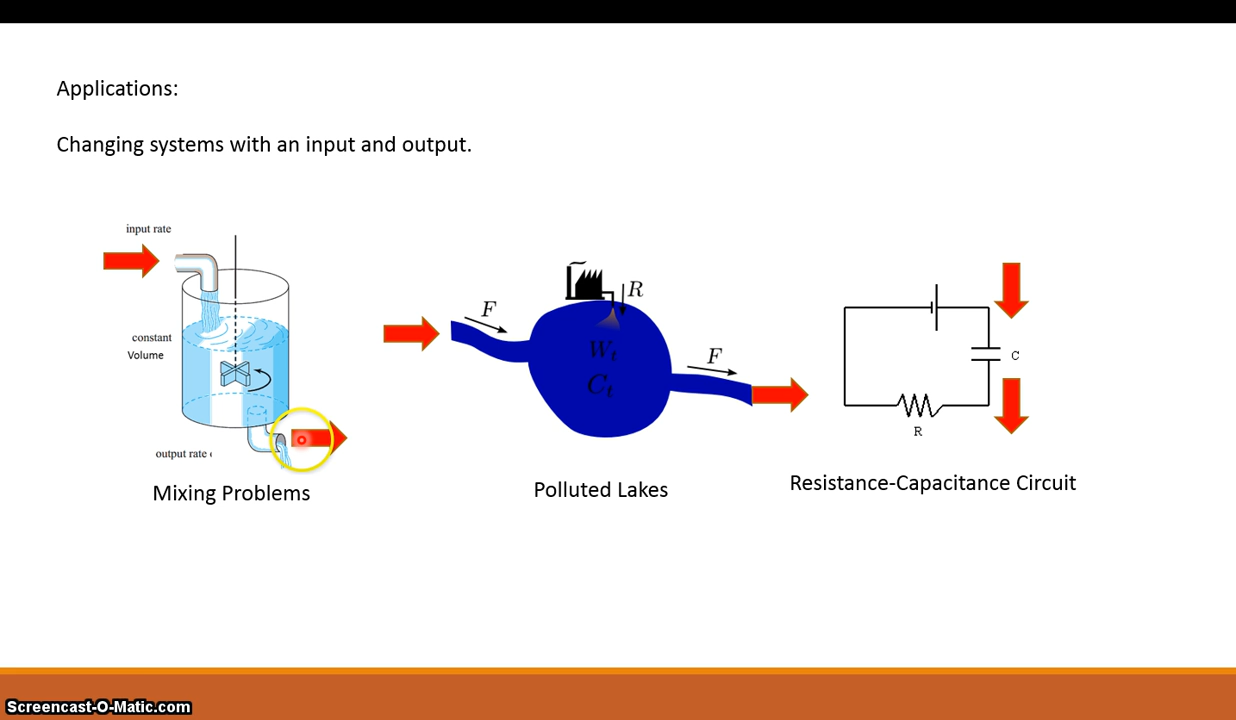 Applications:
Changing systems with an input and output.
input rate
constant
Volume
output rate
Mixing Problems
F
R
W_t
C_t
F
Polluted Lakes
C
R
Resistance-Capacitance Circuit
Screencast-O-Matic.com